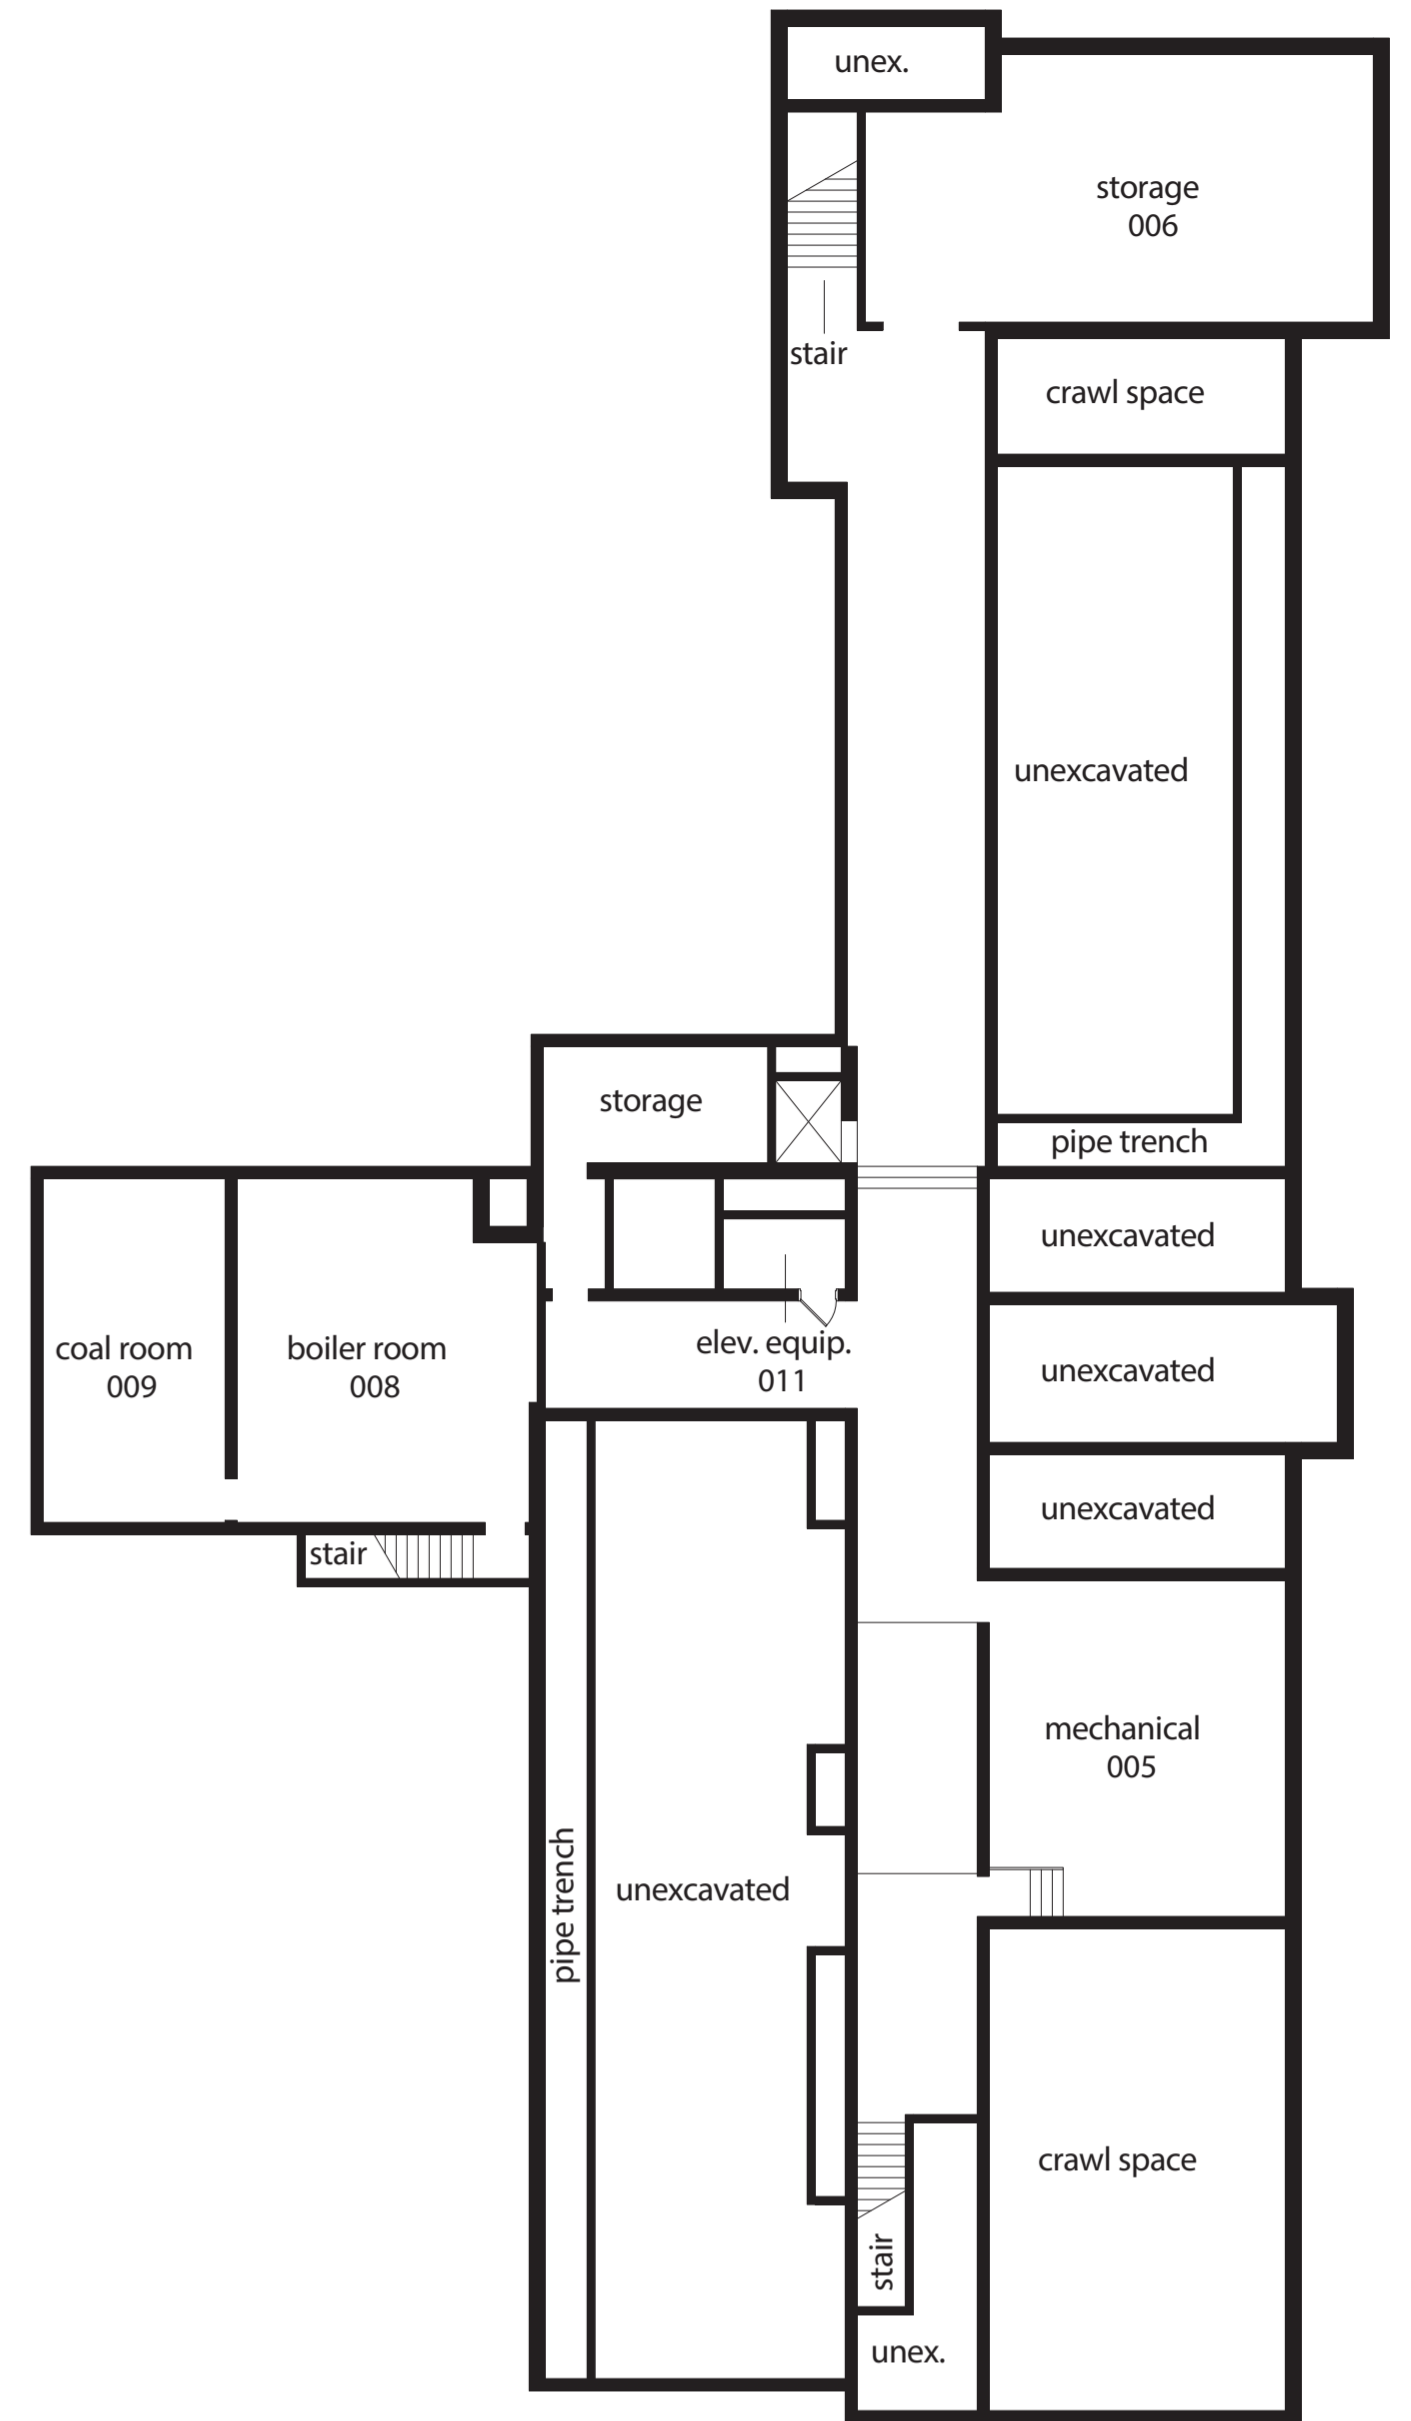 unex.
storage
006
stair
crawl space
unexcavated
storage
pipe trench
unexcavated
coal room
009
boiler room
008
elev. equip.
011
unexcavated
unexcavated
stair
mechanical
005
pipe trench
unexcavated
crawl space
stair
unex.